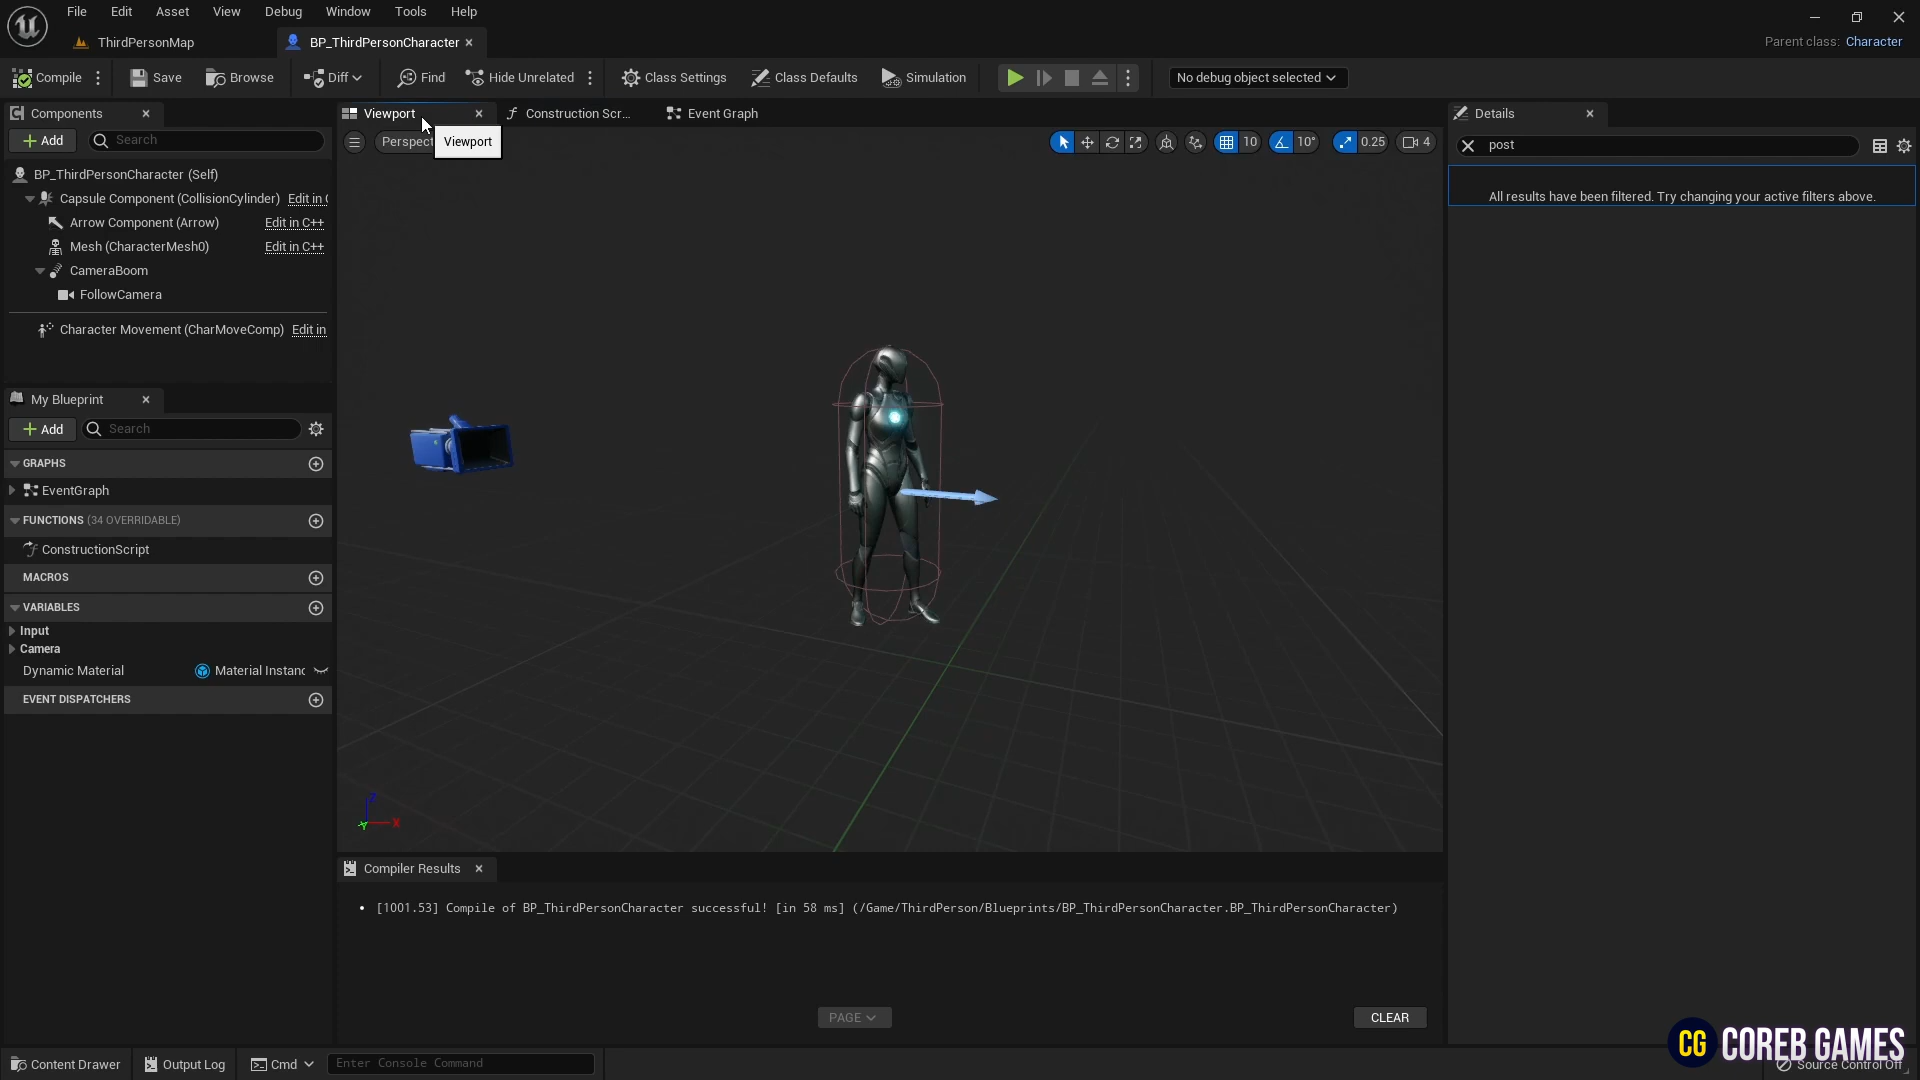 File Edit Asset View Debug Window Tools Help
ThirdPersonMap
BP_ThirdPersonCharacter
Parent class: Character
Compile Save Browse Diff Find Hide Unrelated Class Settings Class Defaults Simulation No debug object selected
Components
Add Search
BP_ThirdPersonCharacter (Self)
Capsule Component (CollisionCylinder) Edit in C
Arrow Component (Arrow) Edit in C++
Mesh (CharacterMesh0) Edit in C++
CameraBoom
FollowCamera
Character Movement (CharMoveComp) Edit in
My Blueprint
Add Search
GRAPHS
EventGraph
FUNCTIONS (34 OVERRIDABLE)
ConstructionScript
MACROS
VARIABLES
Input
Camera
Dynamic Material Material Instanc
EVENT DISPATCHERS
Viewport Construction Scr... Event Graph
Perspect
Viewport
10 10° 0.25 4
Z
Y X
Compiler Results
• [1001.53] Compile of BP_ThirdPersonCharacter successful! [in 58 ms] (/Game/ThirdPerson/Blueprints/BP_ThirdPersonCharacter.BP_ThirdPersonCharacter)
PAGE CLEAR
Details
post
All results have been filtered. Try changing your active filters above.
Content Drawer Output Log Cmd Enter Console Command
CG COREB GAMES
Source Control Off